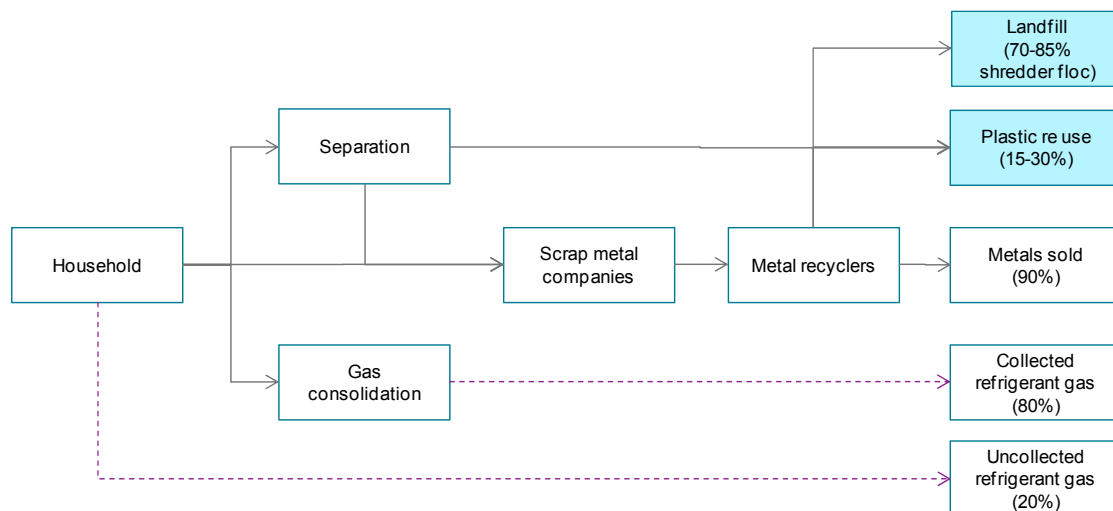 Landfill
(70-85%
shredder floc)
Separation
Plastic re use
(15-30%)
Household
Scrap metal
companies
Metal recyclers
Metals sold
(90%)
Gas
consolidation
Collected
refrigerant gas
(80%)
Uncollected
refrigerant gas
(20%)